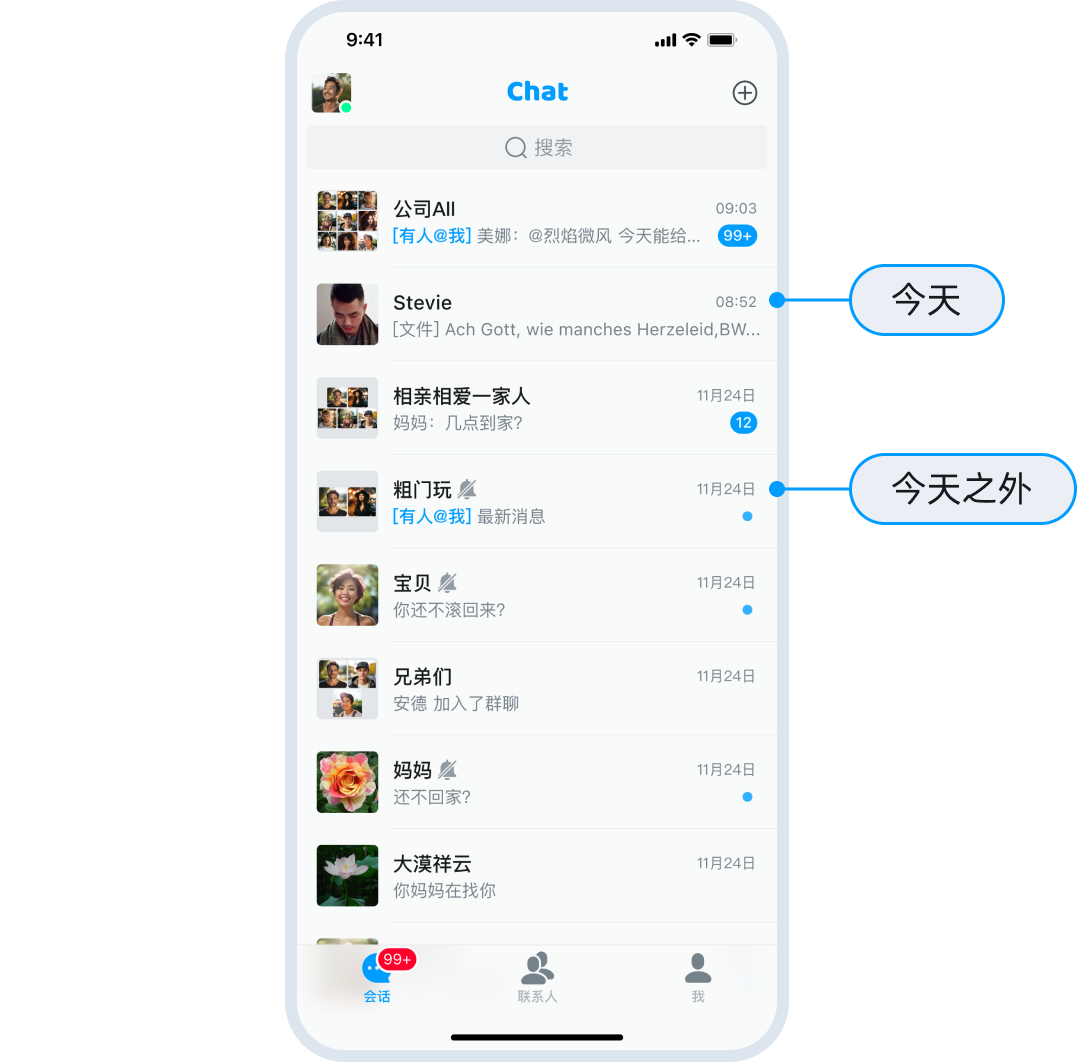 9:41
Chat
搜索
公司All 09:03
[有人@我] 美娜：@烈焰微风 今天能给... 99+
Stevie 08:52
今天
[文件] Ach Gott, wie manches Herzeleid,BW...
相亲相爱一家人 11月24日
妈妈：几点到家? 12
粗门玩 11月24日
今天之外
[有人@我] 最新消息
宝贝 11月24日
你还不滚回来?
兄弟们 11月24日
安德 加入了群聊
妈妈 11月24日
还不回家?
大漠祥云 11月24日
你妈妈在找你
99+
会话 联系人 我